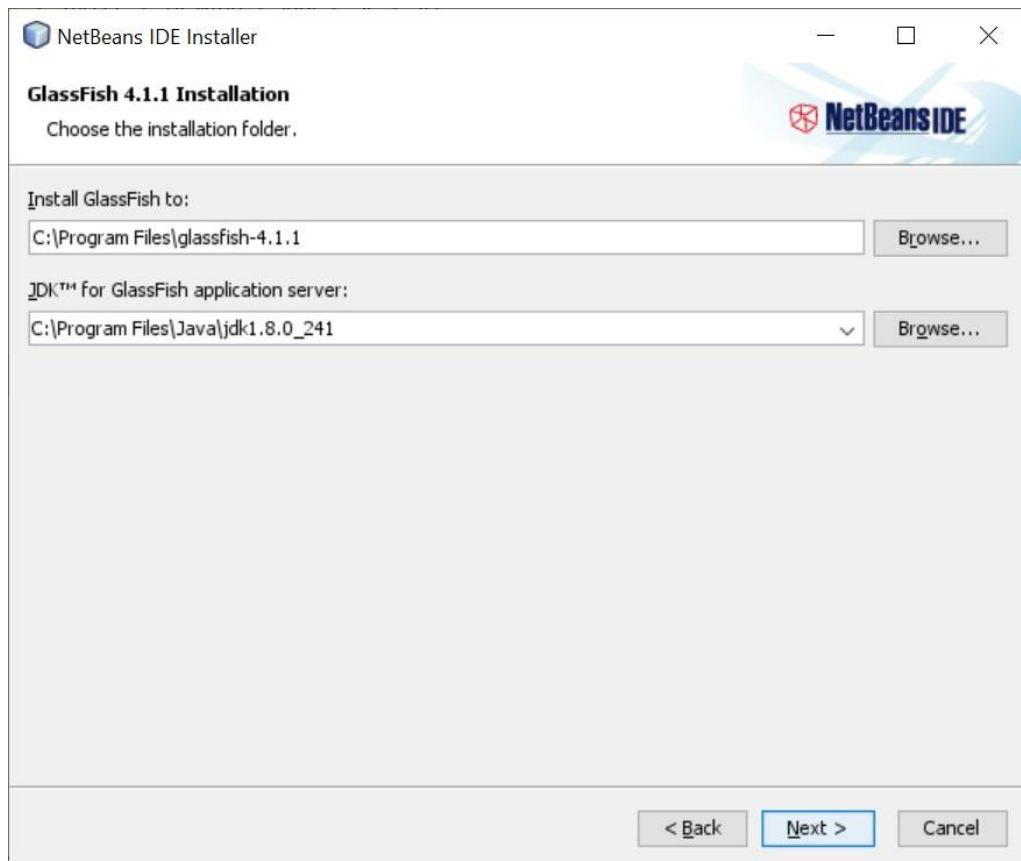 NetBeans IDE Installer
GlassFish 4.1.1 Installation
Choose the installation folder.
NetBeans IDE
Install GlassFish to:
C:\Program Files\glassfish-4.1.1
Browse...
JDK™ for GlassFish application server:
C:\Program Files\Java\jdk1.8.0_241
Browse...
< Back
Next >
Cancel